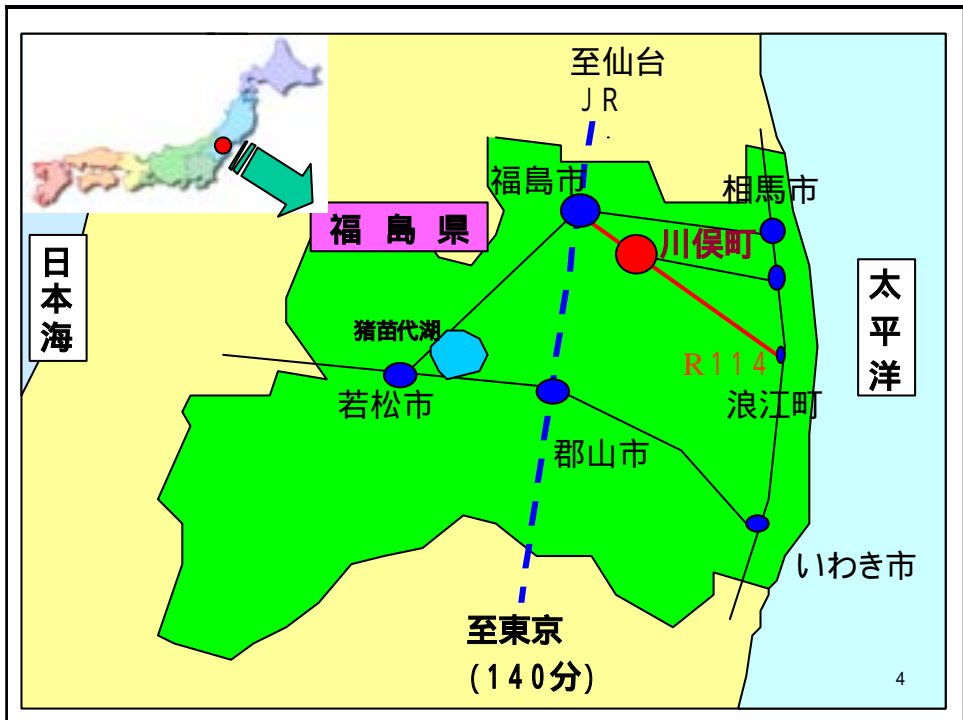 至仙台
ＪＲ
福島市
相馬市
福島県
川俣町
日本海
太平洋
猪苗代湖
Ｒ１１４
若松市
浪江町
郡山市
いわき市
至東京
(１４０分)
4